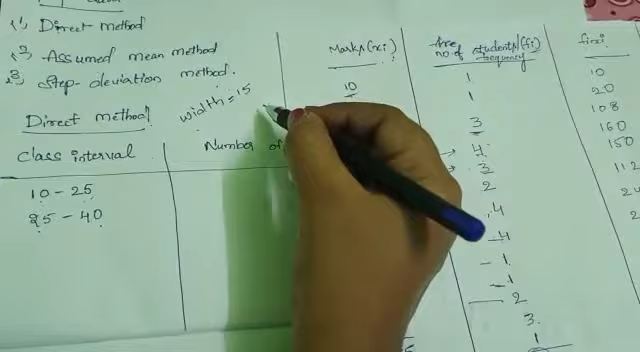 (1) Direct method
(2) Assumed mean method
(3) Step-deviation method.
Direct method
width = 15
Class interval
Number of
10 - 25
25 - 40
Marks(xi)
10
no of students(fi)
frequency
1
1
3
4
3
2
4
4
1
1
2
3
1
fixi
10
20
108
160
150
112